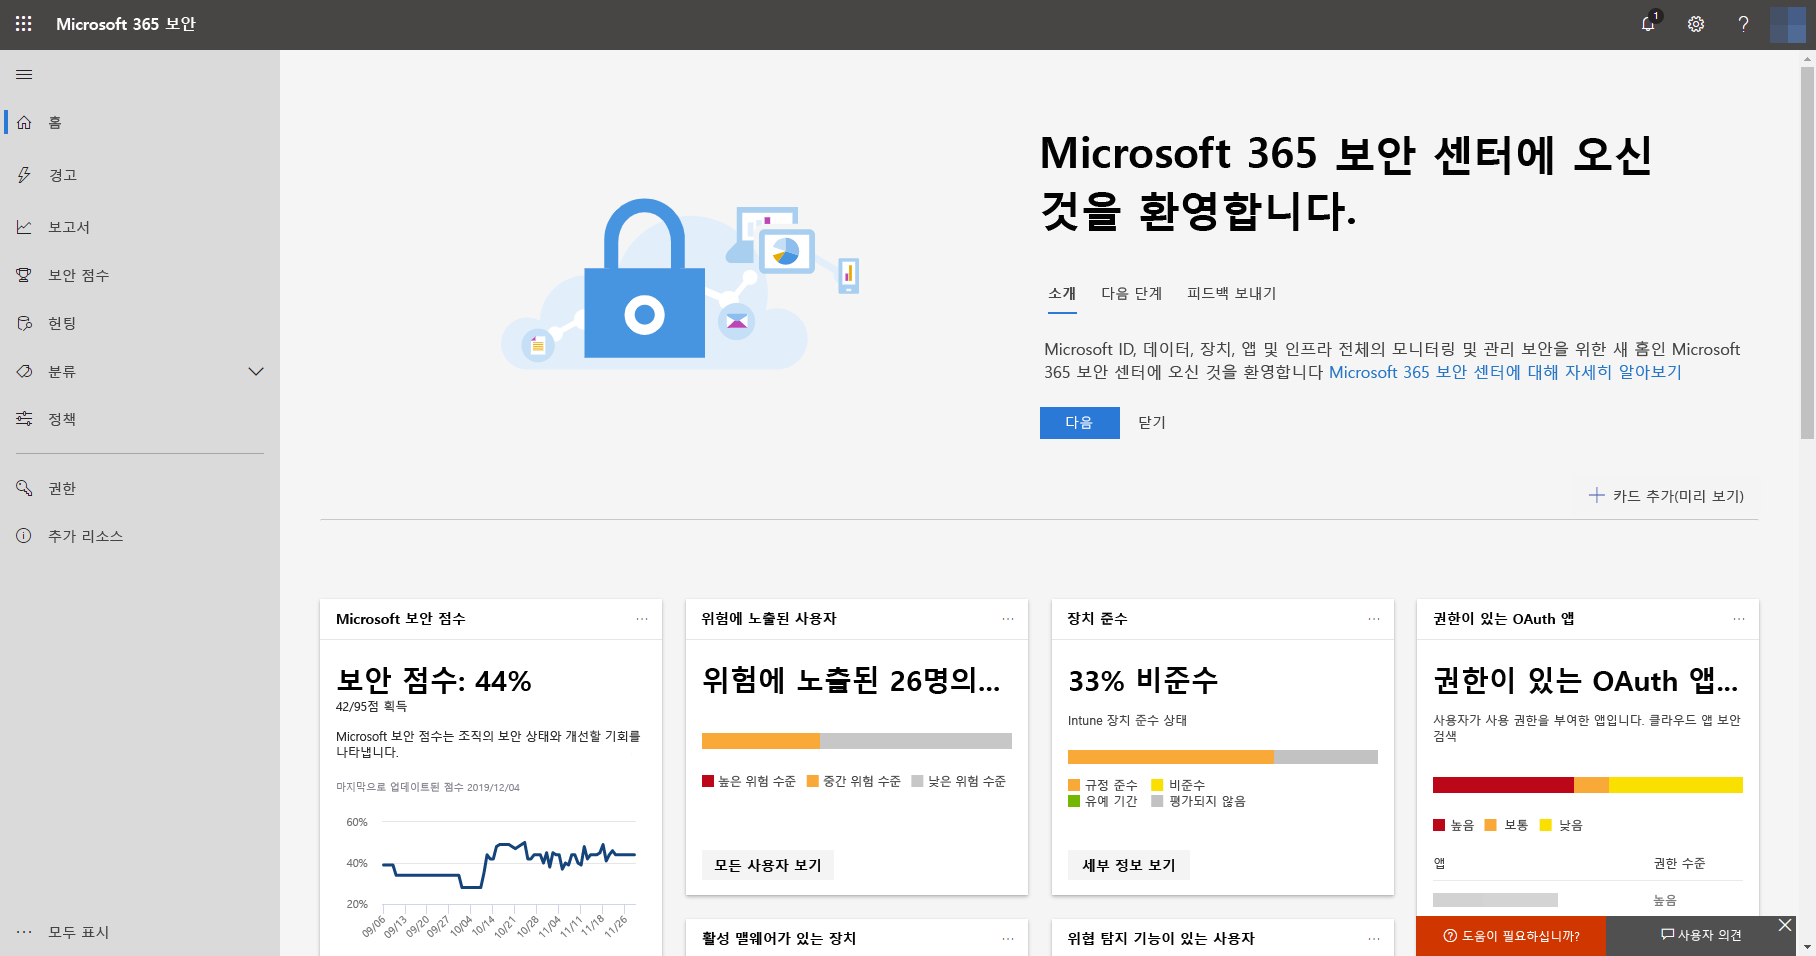 Microsoft 365 보안
1
?
홈
경고
보고서
보안 점수
헌팅
분류
정책
권한
추가 리소스
모두 표시
Microsoft 365 보안 센터에 오신
것을 환영합니다.
소개
다음 단계
피드백 보내기
Microsoft ID, 데이터, 장치, 앱 및 인프라 전체의 모니터링 및 관리 보안을 위한 새 홈인 Microsoft
365 보안 센터에 오신 것을 환영합니다 Microsoft 365 보안 센터에 대해 자세히 알아보기
다음
닫기
카드 추가(미리 보기)
Microsoft 보안 점수
보안 점수: 44%
42/95점 획득
Microsoft 보안 점수는 조직의 보안 상태와 개선할 기회를
나타냅니다.
마지막으로 업데이트된 점수 2019/12/04
60%
40%
20%
09/06
09/13
09/20
09/27
10/04
10/14
10/21
10/28
11/04
11/11
11/18
11/26
위험에 노출된 사용자
위험에 노츨된 26명의...
높은 위험 수준
중간 위험 수준
낮은 위험 수준
모든 사용자 보기
장치 준수
33% 비준수
Intune 장치 준수 상태
규정 준수
비준수
유예 기간
평가되지 않음
세부 정보 보기
권한이 있는 OAuth 앱
권한이 있는 OAuth 앱...
사용자가 사용 권한을 부여한 앱입니다. 클라우드 앱 보안
검색
높음
보통
낮음
앱
권한 수준
높음
활성 맬웨어가 있는 장치
위협 탐지 기능이 있는 사용자
도움이 필요하십니까?
사용자 의견